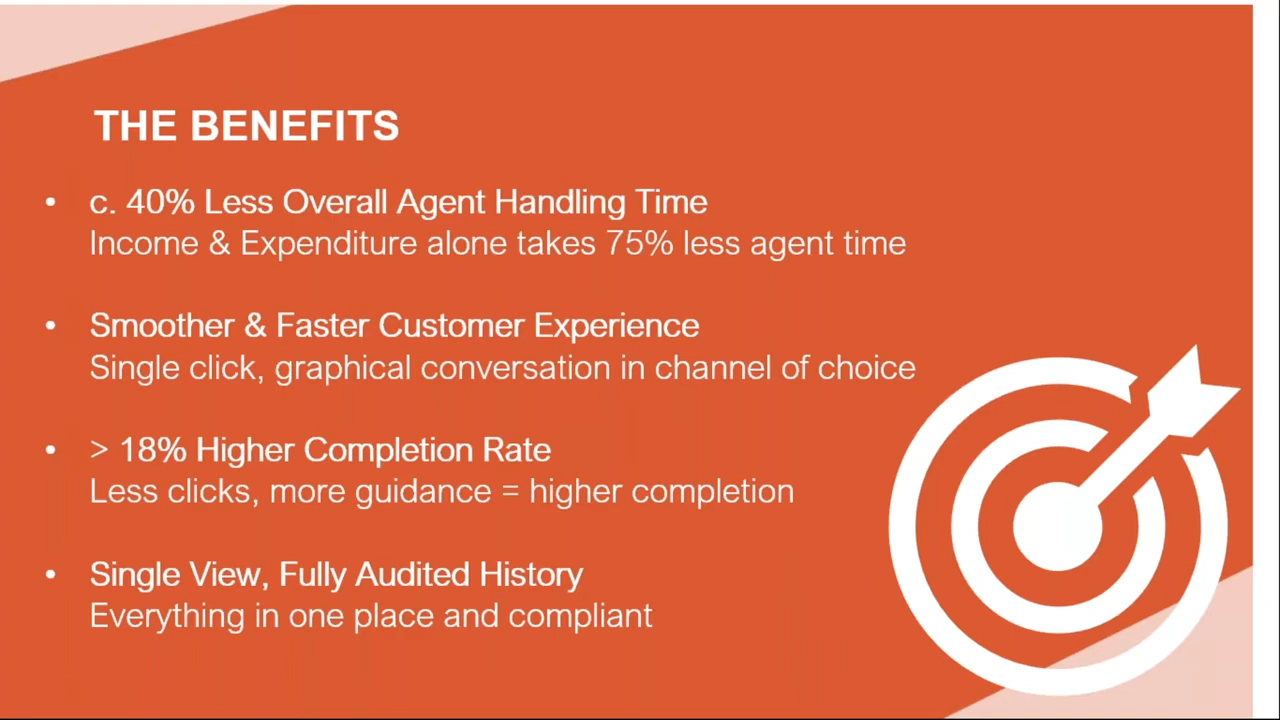 THE BENEFITS
• c. 40% Less Overall Agent Handling Time
Income & Expenditure alone takes 75% less agent time
• Smoother & Faster Customer Experience
Single click, graphical conversation in channel of choice
• > 18% Higher Completion Rate
Less clicks, more guidance = higher completion
• Single View, Fully Audited History
Everything in one place and compliant